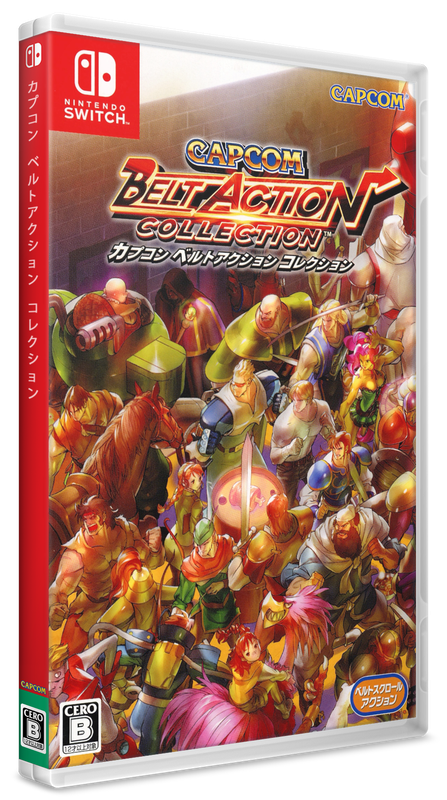 NINTENDO
SWITCH™
CAPCOM
CAPCOM
BELT ACTION
COLLECTION™
カプコン ベルトアクション コレクション
カプコン ベルトアクション コレクション
CAPCOM
CERO
B
CERO
B
12才以上対象
ベルトスクロール
アクション